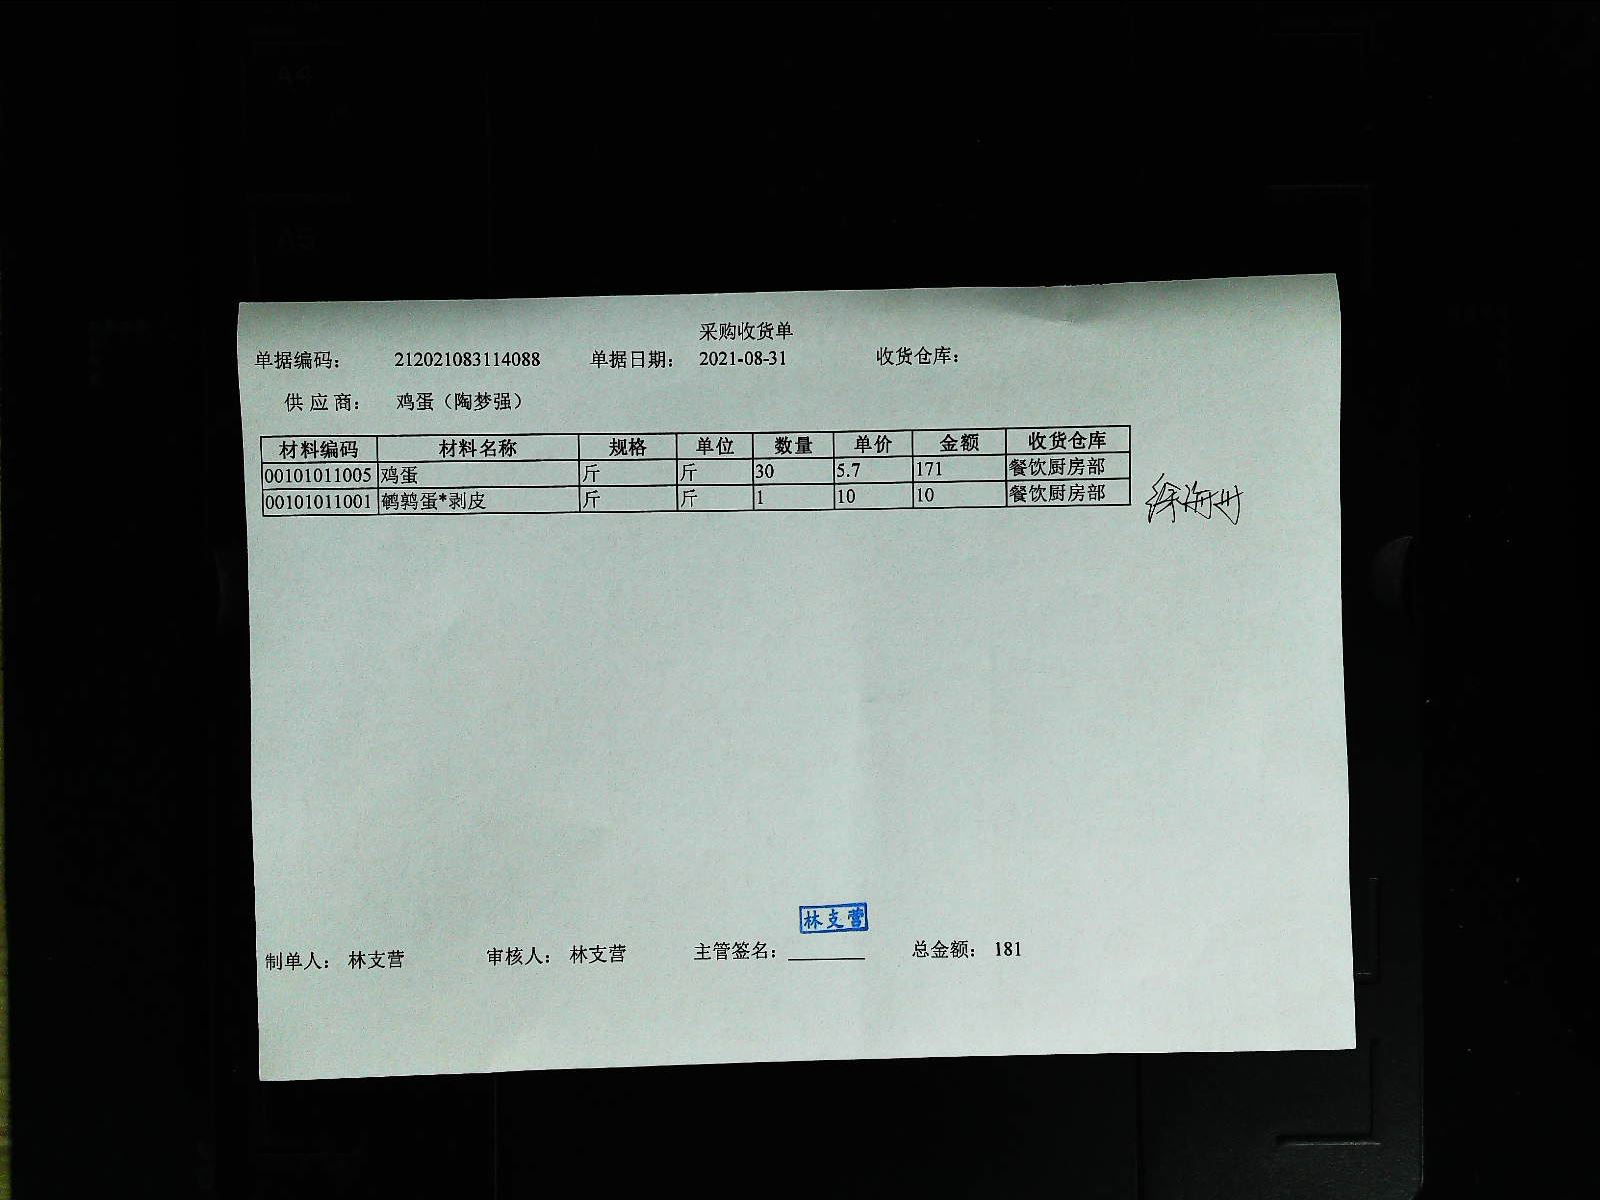 A4
A5
采购收货单
单据编码： 212021083114088 单据日期： 2021-08-31 收货仓库：
供应商： 鸡蛋（陶梦强）
材料编码 材料名称 规格 单位 数量 单价 金额 收货仓库
00101011005 鸡蛋 斤 斤 30 5.7 171 餐饮厨房部
00101011001 鹌鹑蛋*剥皮 斤 斤 1 10 10 餐饮厨房部
林支营
制单人： 林支营 审核人： 林支营 主管签名： 总金额： 181